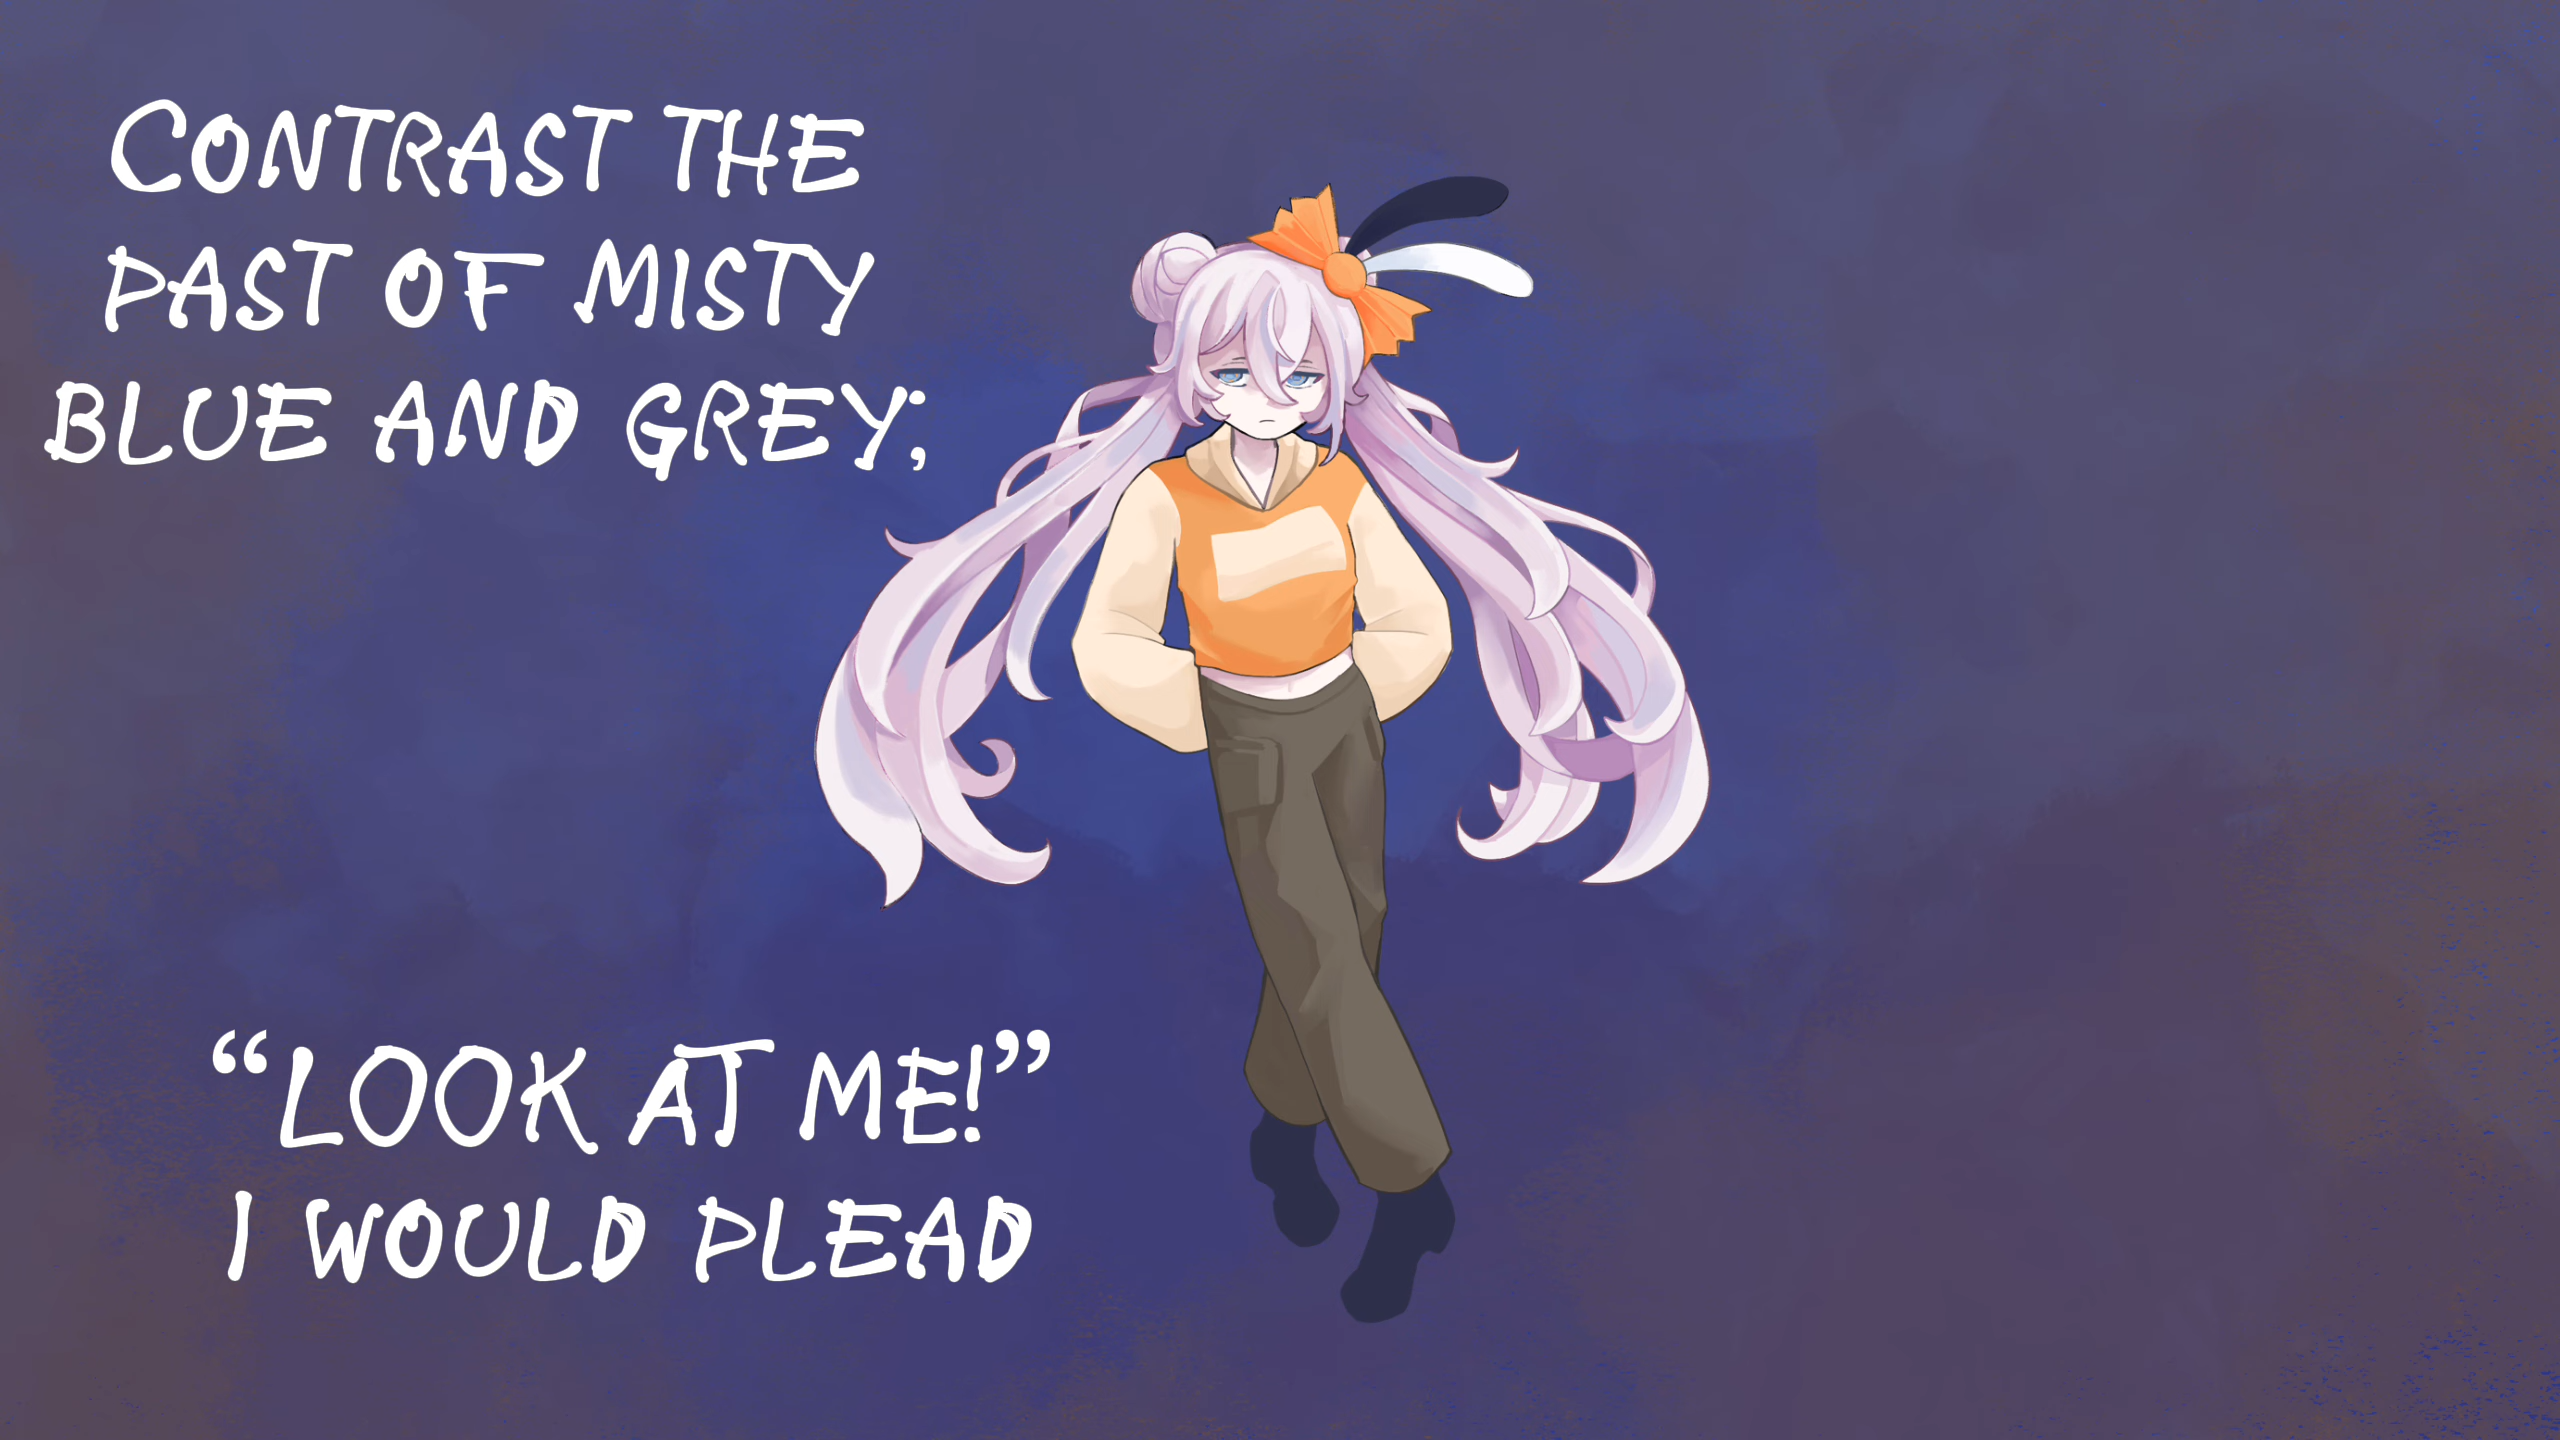 CONTRAST THE
PAST OF MISTY
BLUE AND GREY;
“LOOK AT ME!”
I WOULD PLEAD